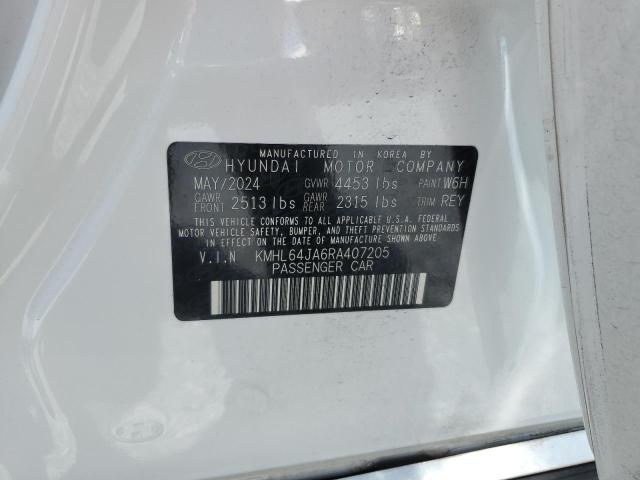 MANUFACTURED IN KOREA BY
HYUNDAI MOTOR COMPANY
MAY/2024 GVWR 4453 lbs PAINT W6H
GAWR FRONT 2513 lbs GAWR REAR 2315 lbs TRIM REY
THIS VEHICLE CONFORMS TO ALL APPLICABLE U.S.A. FEDERAL
MOTOR VEHICLE SAFETY, BUMPER, AND THEFT PREVENTION STANDARDS
IN EFFECT ON THE DATE OF MANUFACTURE SHOWN ABOVE.
V.I.N KMHL64JA6RA407205
PASSENGER CAR